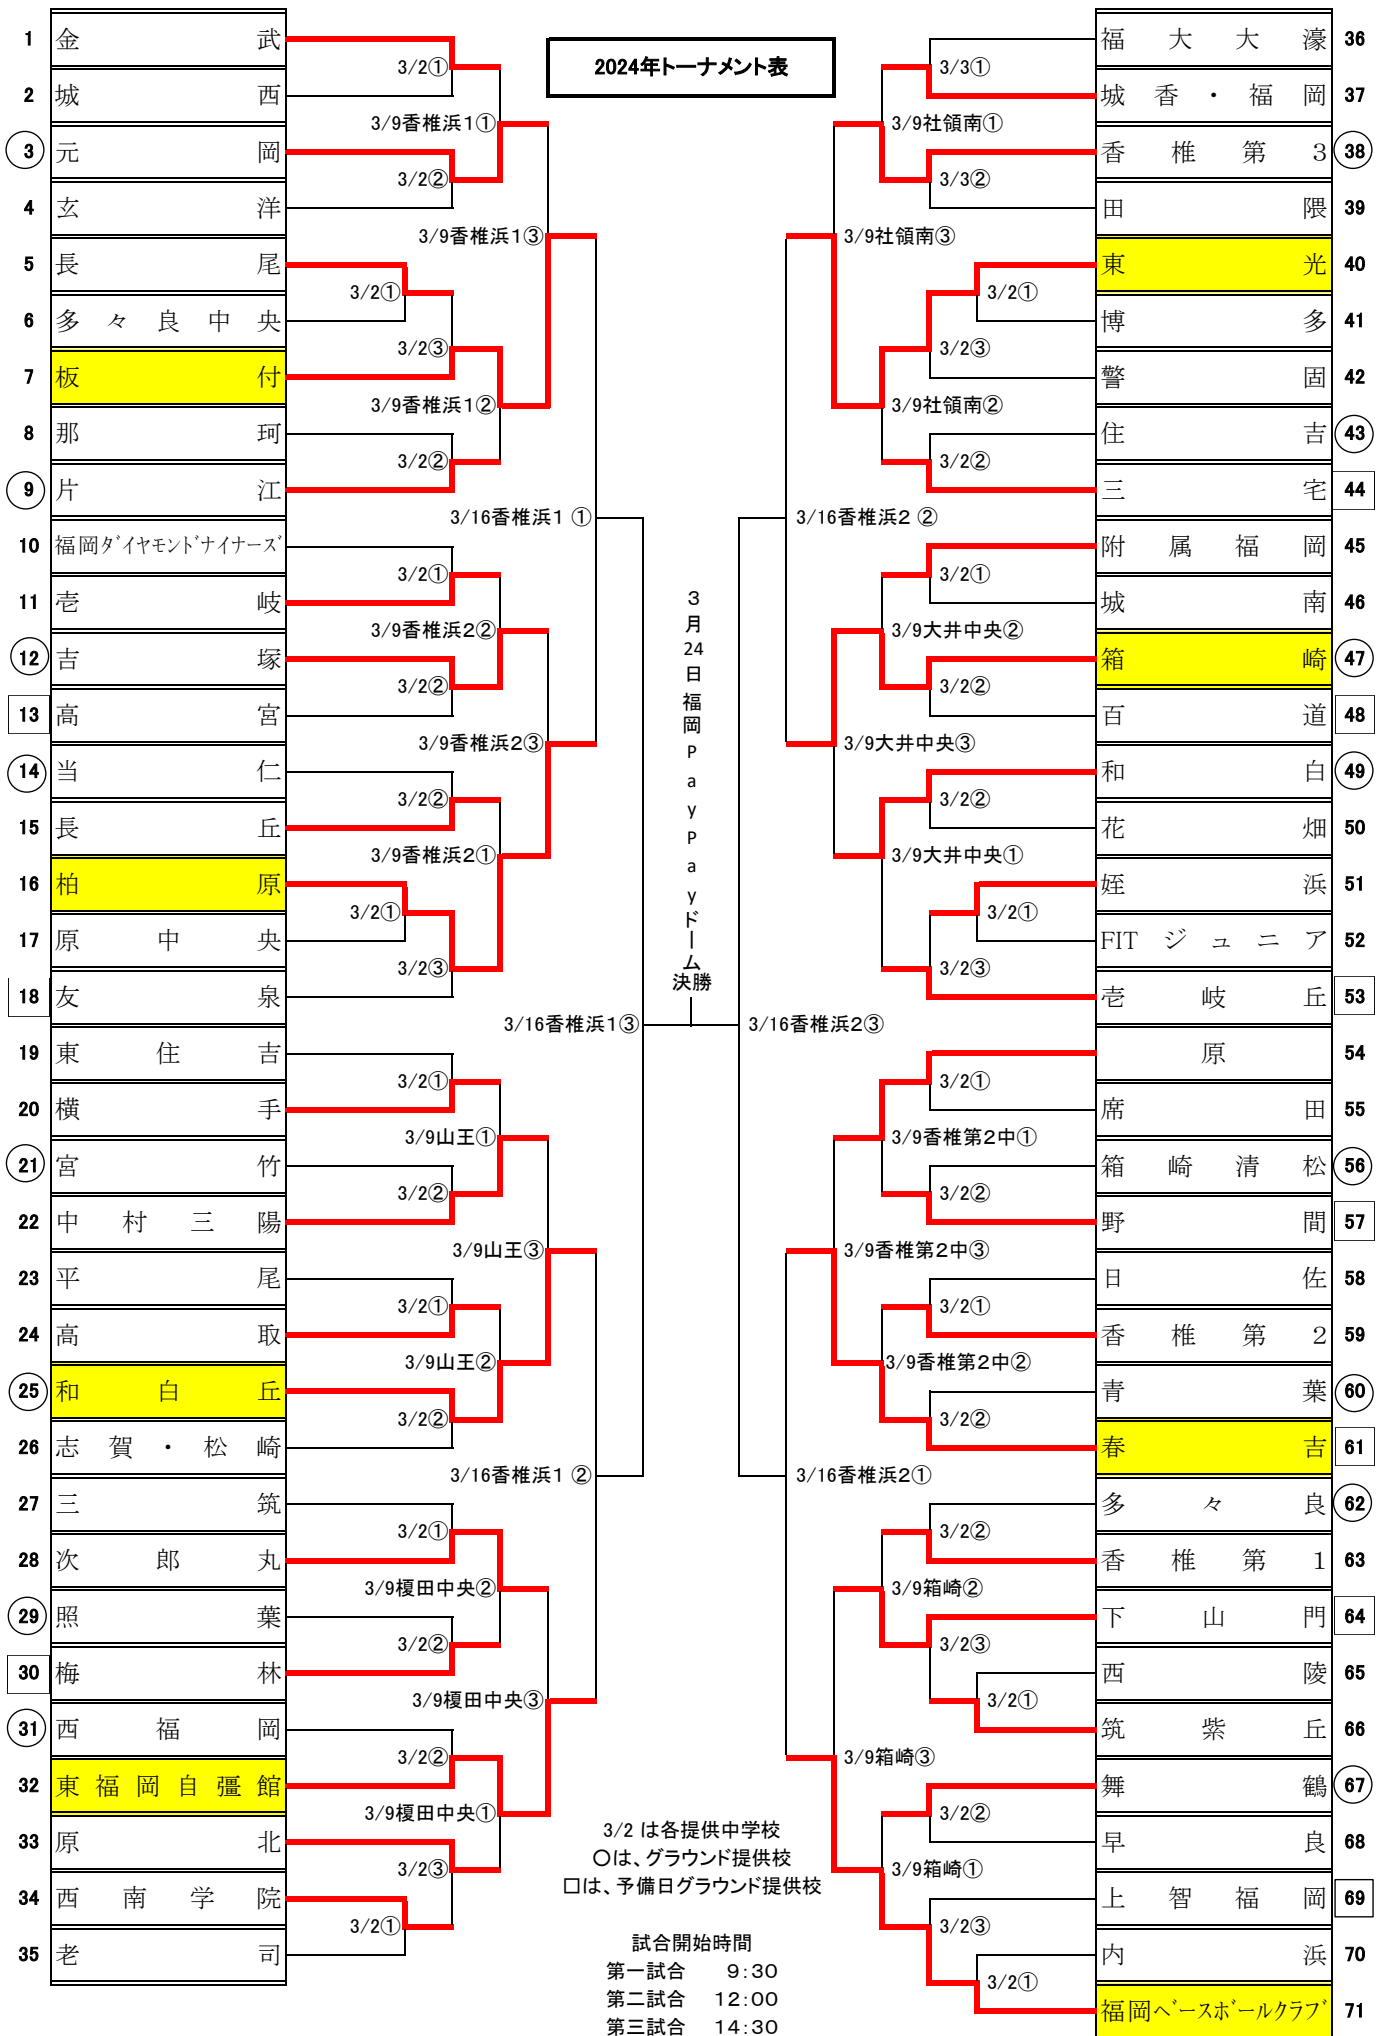 2024年トーナメント表
1 金武
2 城西
3 元岡
4 玄洋
5 長尾
6 多々良中央
7 板付
8 那珂
9 片江
10 福岡ダイヤモンドナイナーズ
11 壱岐
12 吉塚
13 高宮
14 当仁
15 長丘
16 柏原
17 原中央
18 友泉
19 東住吉
20 横手
21 宮竹
22 中村三陽
23 平尾
24 高取
25 和白丘
26 志賀・松崎
27 三筑
28 次郎丸
29 照葉
30 梅林
31 西福岡
32 東福岡自彊館
33 原北
34 西南学院
35 老司
3/2①
3/2②
3/2①
3/2③
3/2②
3/2①
3/2②
3/2②
3/2①
3/2③
3/2①
3/2②
3/2①
3/2②
3/2①
3/2②
3/2②
3/2③
3/2①
3/9香椎浜1①
3/9香椎浜1③
3/9香椎浜1②
3/9香椎浜2②
3/9香椎浜2③
3/9香椎浜2①
3/9山王①
3/9山王③
3/9山王②
3/9榎田中央②
3/9榎田中央③
3/9榎田中央①
3/16香椎浜1 ①
3/16香椎浜1③
3/16香椎浜1 ②
3月24日福岡PayPayドーム
決勝
福大大濠 36
城香・福岡 37
香椎第3 38
田隈 39
東光 40
博多 41
警固 42
住吉 43
三宅 44
附属福岡 45
城南 46
箱崎 47
百道 48
和白 49
花畑 50
姪浜 51
FITジュニア 52
壱岐丘 53
原 54
席田 55
箱崎清松 56
野間 57
日佐 58
香椎第2 59
青葉 60
春吉 61
多々良 62
香椎第1 63
下山門 64
西陵 65
筑紫丘 66
舞鶴 67
早良 68
上智福岡 69
内浜 70
福岡ベースボールクラブ 71
3/3①
3/3②
3/2①
3/2③
3/2②
3/2①
3/2②
3/2②
3/2①
3/2③
3/2①
3/2②
3/2①
3/2②
3/2②
3/2③
3/2①
3/2②
3/2③
3/2①
3/9社領南①
3/9社領南③
3/9社領南②
3/9大井中央②
3/9大井中央③
3/9大井中央①
3/9香椎第2中①
3/9香椎第2中③
3/9香椎第2中②
3/9箱崎②
3/9箱崎③
3/9箱崎①
3/16香椎浜2 ②
3/16香椎浜2③
3/16香椎浜2①
3/2 は各提供中学校
○は、グラウンド提供校
□は、予備日グラウンド提供校
試合開始時間
第一試合 9:30
第二試合 12:00
第三試合 14:30